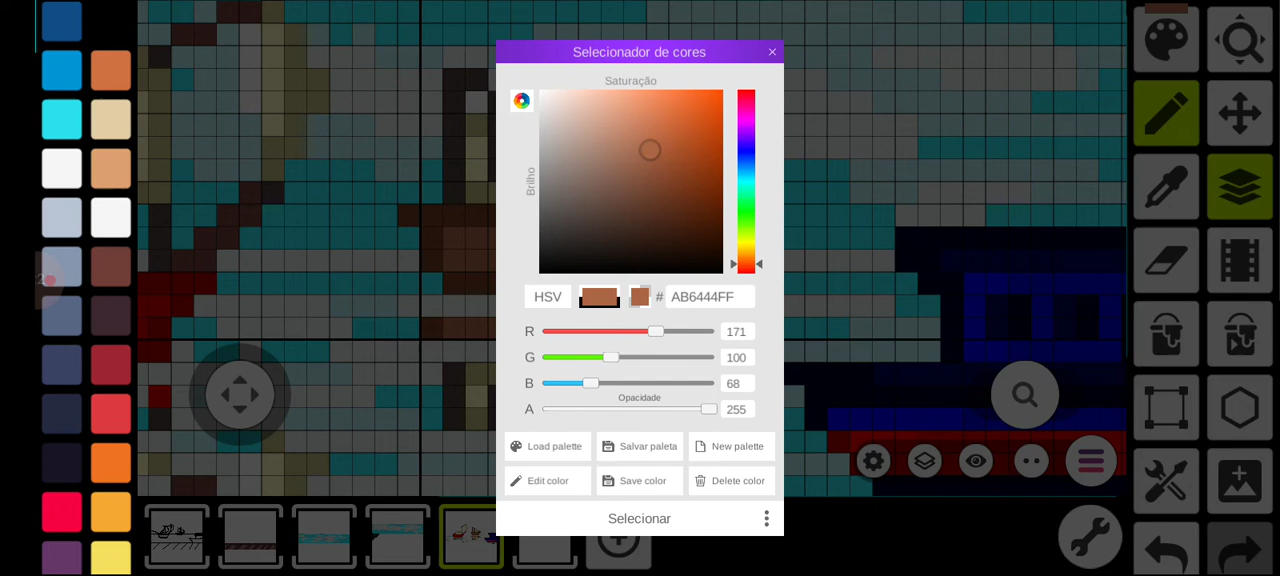 Selecionador de cores ×
Saturação
Brilho
HSV # AB6444FF
R 171
G 100
B 68
Opacidade
A 255
Load palette Salvar paleta New palette
Edit color Save color Delete color
Selecionar